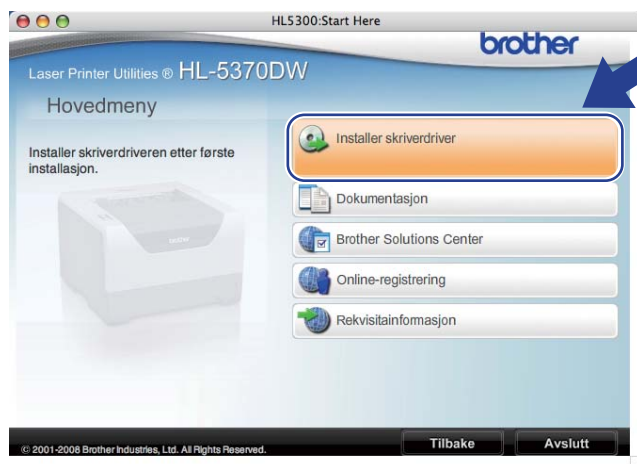 HL5300:Start Here
brother
Laser Printer Utilities ® HL-5370DW
Hovedmeny
Installer skriverdriveren etter første
installasjon.
Installer skriverdriver
Dokumentasjon
Brother Solutions Center
Online-registrering
Rekvisitainformasjon
brother
© 2001-2008 Brother Industries, Ltd. All Rights Reserved.
Tilbake
Avslutt